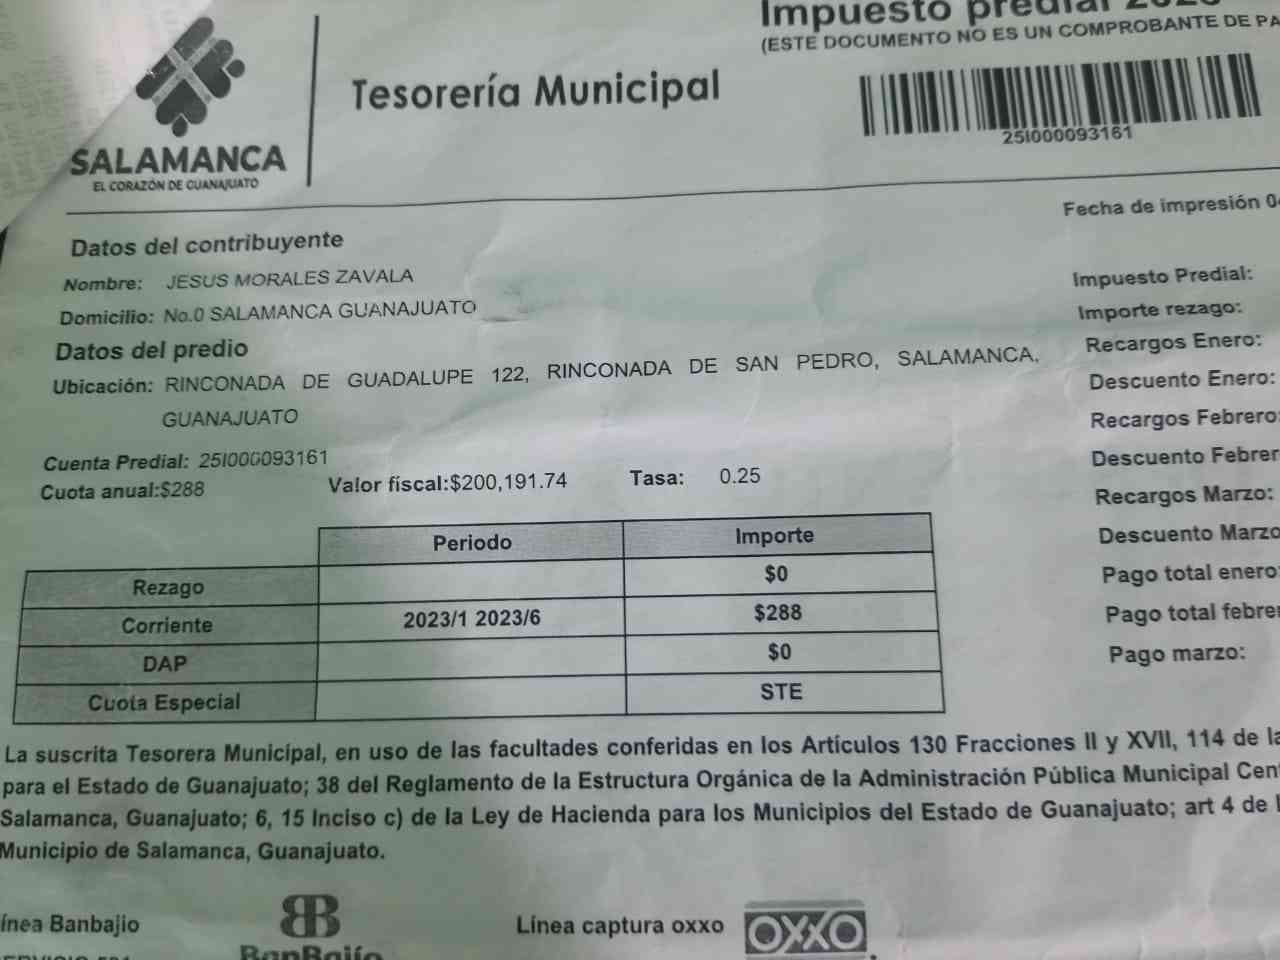 Impuesto predial
(ESTE DOCUMENTO NO ES UN COMPROBANTE DE
Tesorería Municipal
25I000093161
SALAMANCA
EL CORAZÓN DE GUANAJUATO
Fecha de impresión
Datos del contribuyente
Nombre: JESUS MORALES ZAVALA
Domicilio: No.0 SALAMANCA GUANAJUATO
Datos del predio
Ubicación: RINCONADA DE GUADALUPE 122, RINCONADA DE SAN PEDRO, SALAMANCA,
GUANAJUATO
Cuenta Predial: 25I000093161
Cuota anual:$288 Valor fiscal:$200,191.74 Tasa: 0.25
Impuesto Predial:
Importe rezago:
Recargos Enero:
Descuento Enero:
Recargos Febrero:
Descuento
Recargos Marzo:
Descuento Marzo
Pago total enero:
Pago total
Pago marzo:
Periodo Importe
Rezago $0
Corriente 2023/1 2023/6 $288
DAP $0
Cuota Especial STE
La suscrita Tesorera Municipal, en uso de las facultades conferidas en los Artículos 130 Fracciones II y XVII, 114 de la
para el Estado de Guanajuato; 38 del Reglamento de la Estructura Orgánica de la Administración Pública Municipal
Salamanca, Guanajuato; 6, 15 Inciso c) de la Ley de Hacienda para los Municipios del Estado de Guanajuato; art 4 de
Municipio de Salamanca, Guanajuato.
ínea Banbajio
BB
BanBajío
Línea captura oxxo
OXXO